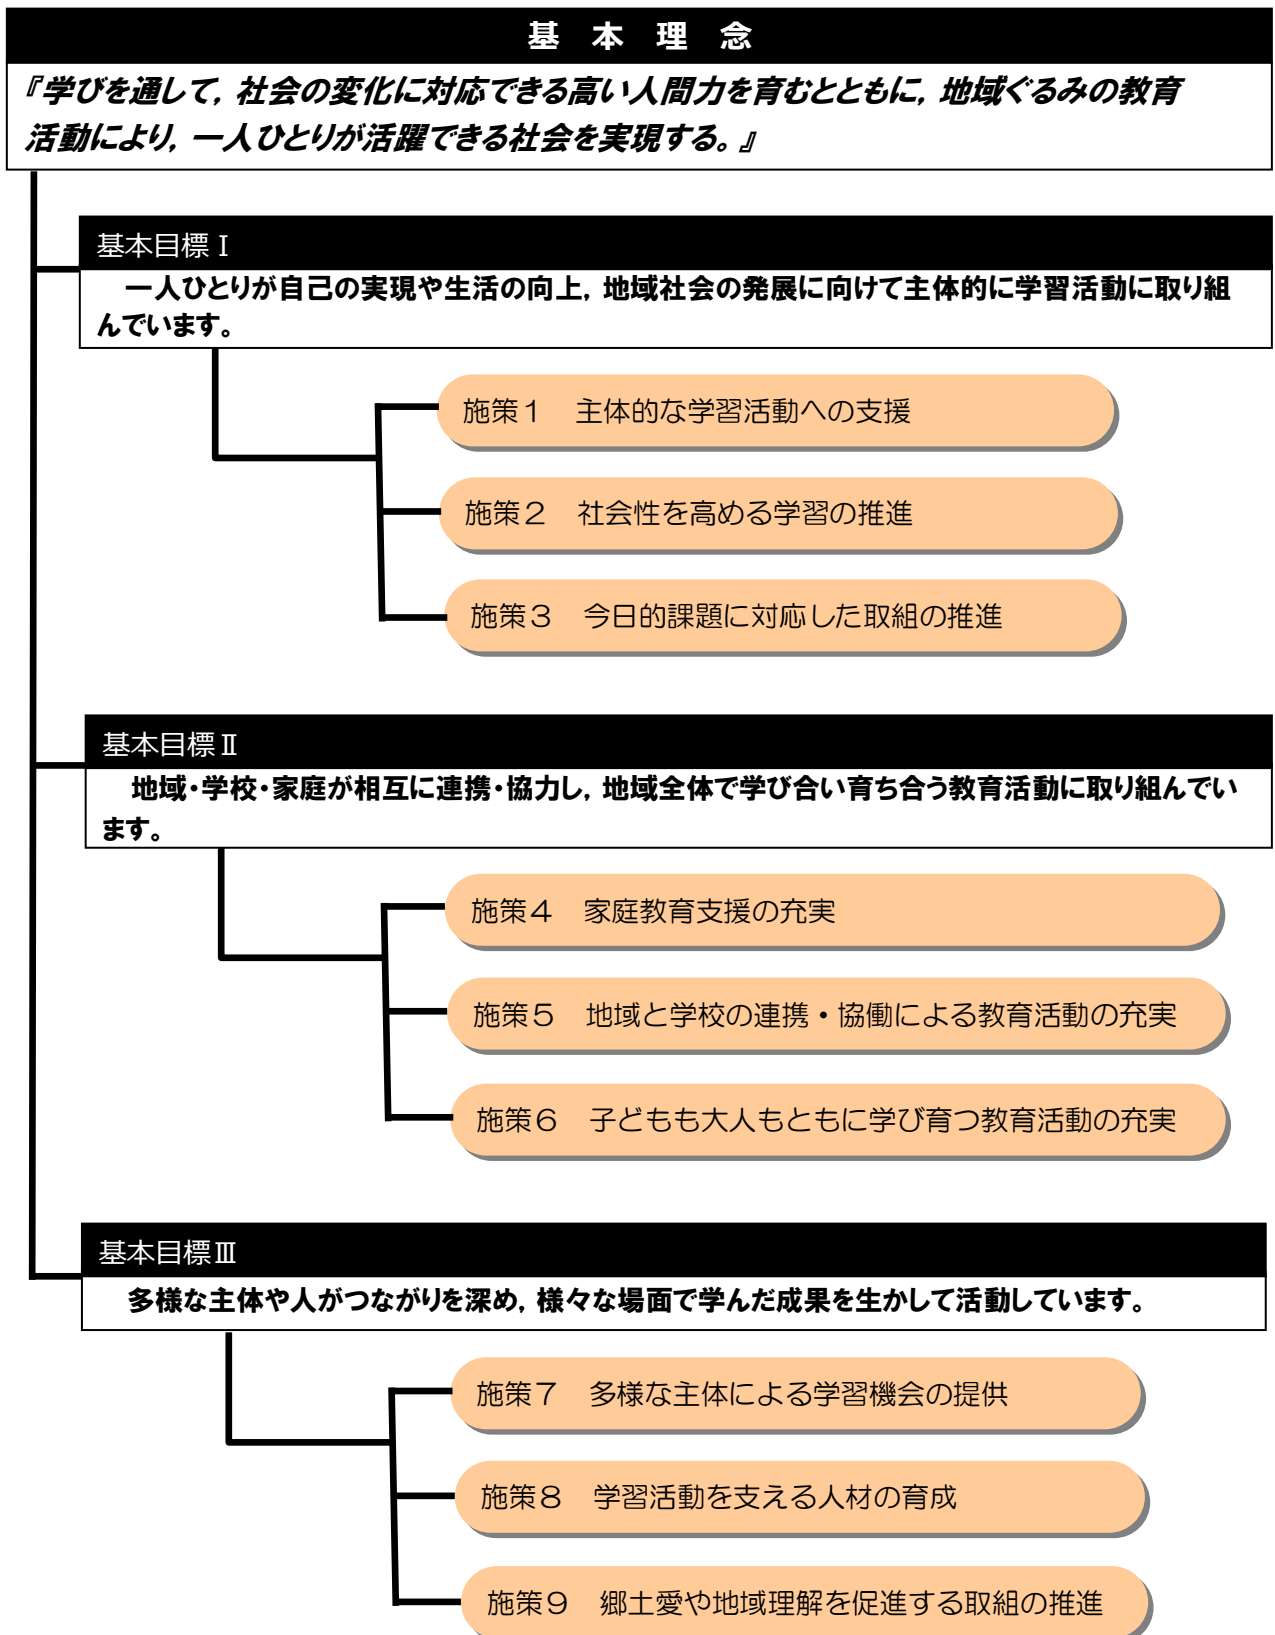 基　本　理　念
『学びを通して，社会の変化に対応できる高い人間力を育むとともに，地域ぐるみの教育
活動により，一人ひとりが活躍できる社会を実現する。』
基本目標Ⅰ
一人ひとりが自己の実現や生活の向上，地域社会の発展に向けて主体的に学習活動に取り組
んでいます。
施策１　主体的な学習活動への支援
施策２　社会性を高める学習の推進
施策３　今日的課題に対応した取組の推進
基本目標Ⅱ
地域・学校・家庭が相互に連携・協力し，地域全体で学び合い育ち合う教育活動に取り組んでい
ます。
施策４　家庭教育支援の充実
施策５　地域と学校の連携・協働による教育活動の充実
施策６　子どもも大人もともに学び育つ教育活動の充実
基本目標Ⅲ
多様な主体や人がつながりを深め，様々な場面で学んだ成果を生かして活動しています。
施策７　多様な主体による学習機会の提供
施策８　学習活動を支える人材の育成
施策９　郷土愛や地域理解を促進する取組の推進